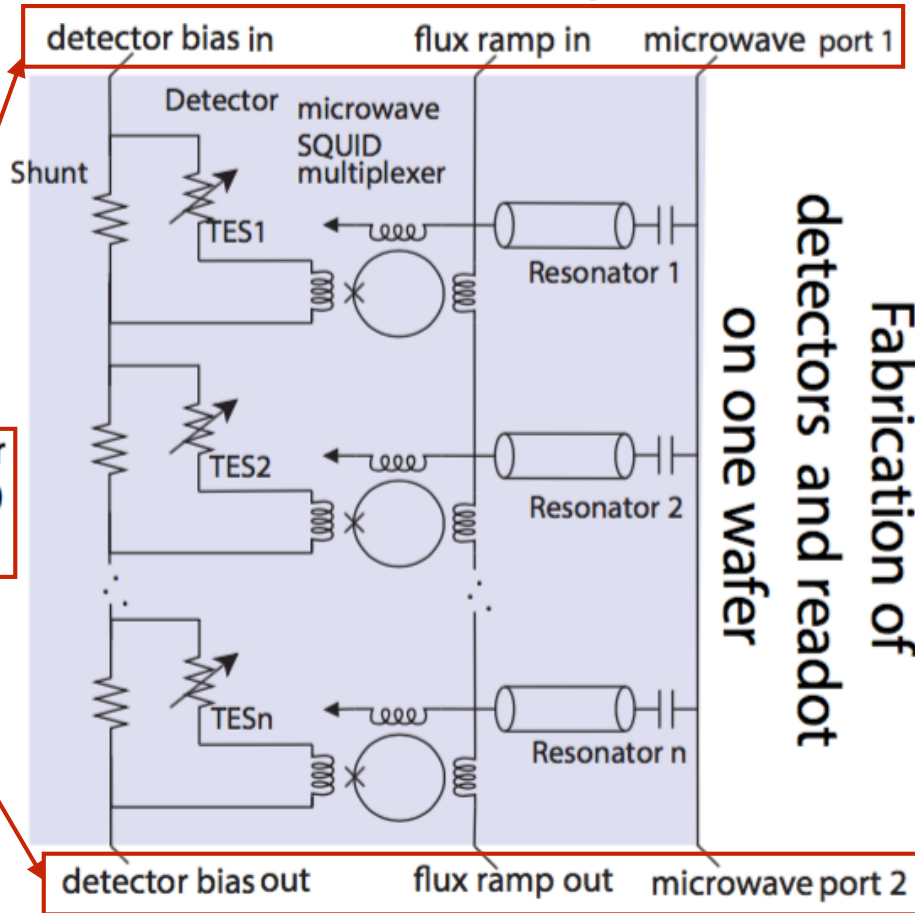 detector bias in
flux ramp in
microwave port 1
Detector
microwave
SQUID
multiplexer
Shunt
TES1
Resonator 1
TES2
Resonator 2
TESn
Resonator n
Fabrication of
detectors and readot
on one wafer
detector bias out
flux ramp out
microwave port 2